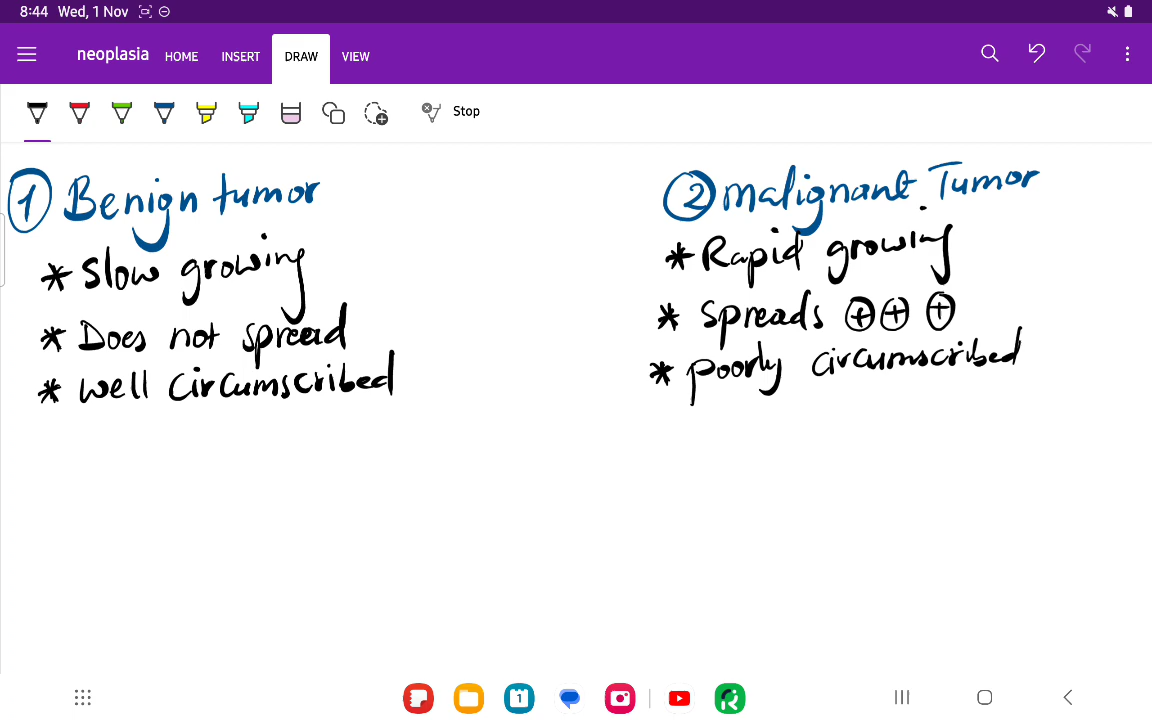 8:44 Wed, 1 Nov
neoplasia HOME INSERT DRAW VIEW
Stop
① Benign tumor
* Slow growing
* Does not spread
* well circumscribed
② malignant Tumor
* Rapid growing
* Spreads ⊕ ⊕ ⊕
* poorly circumscribed
1